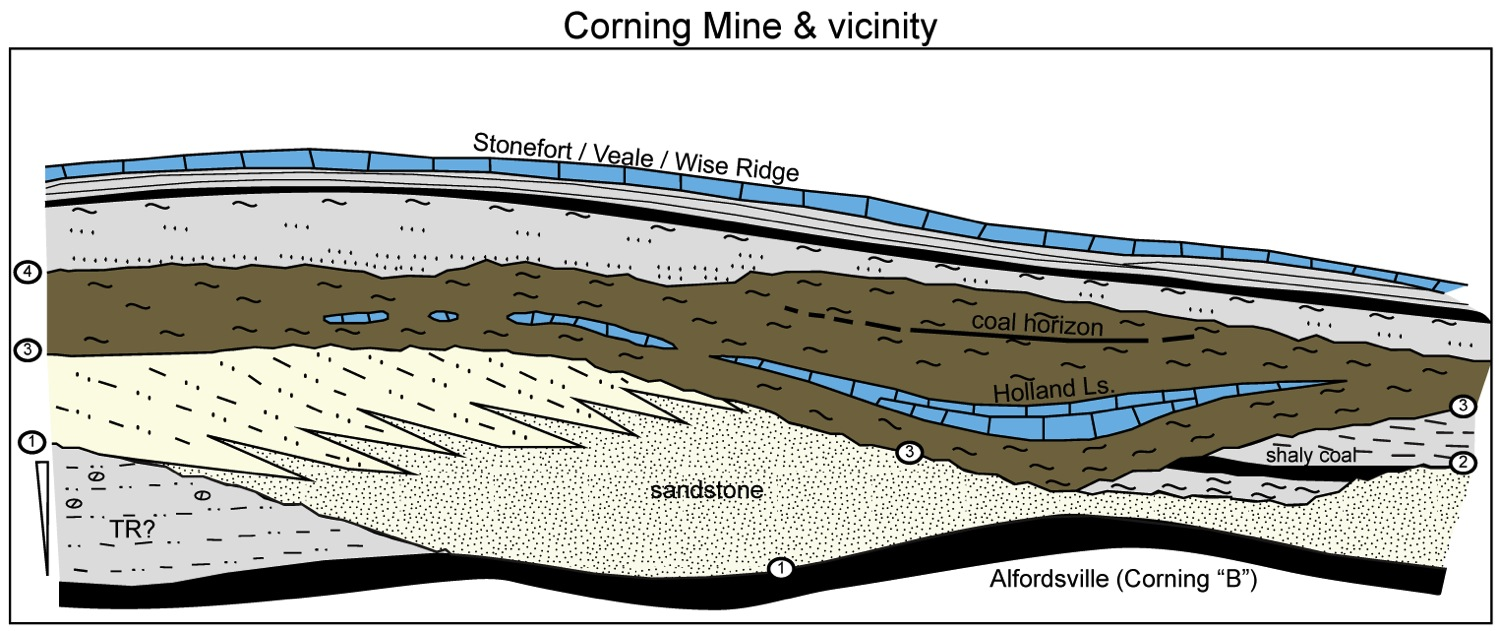 Corning Mine & vicinity
Stonefort / Veale / Wise Ridge
4
coal horizon
3
Holland Ls.
3
1
3
shaly coal
2
sandstone
TR?
1
Alfordsville (Corning “B”)